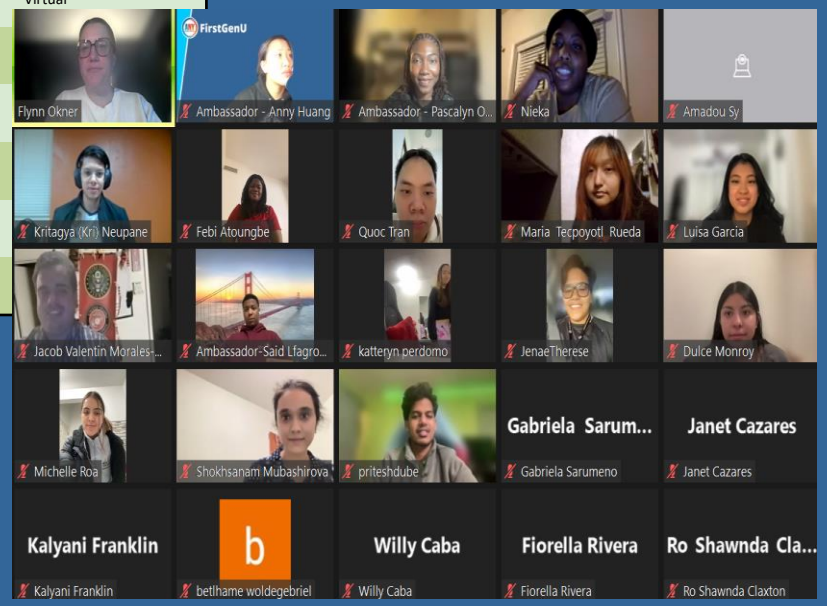 Virtual
FirstGenU
Flynn Okner
Ambassador - Anny Huang
Ambassador - Pascalyn O...
Nieka
Amadou Sy
Kritagya (Kri) Neupane
Febi Atoungbe
Quoc Tran
Maria Tecpoyotl Rueda
Luisa Garcia
Jacob Valentin Morales-...
Ambassador-Said Lfagro...
katteryn perdomo
JenaeTherese
Dulce Monroy
Michelle Roa
Shokhsanam Mubashirova
priteshdube
Gabriela Sarum...
Gabriela Sarumeno
Janet Cazares
Janet Cazares
Kalyani Franklin
Kalyani Franklin
b
betlhame woldegebriel
Willy Caba
Willy Caba
Fiorella Rivera
Fiorella Rivera
Ro Shawnda Cla...
Ro Shawnda Claxton